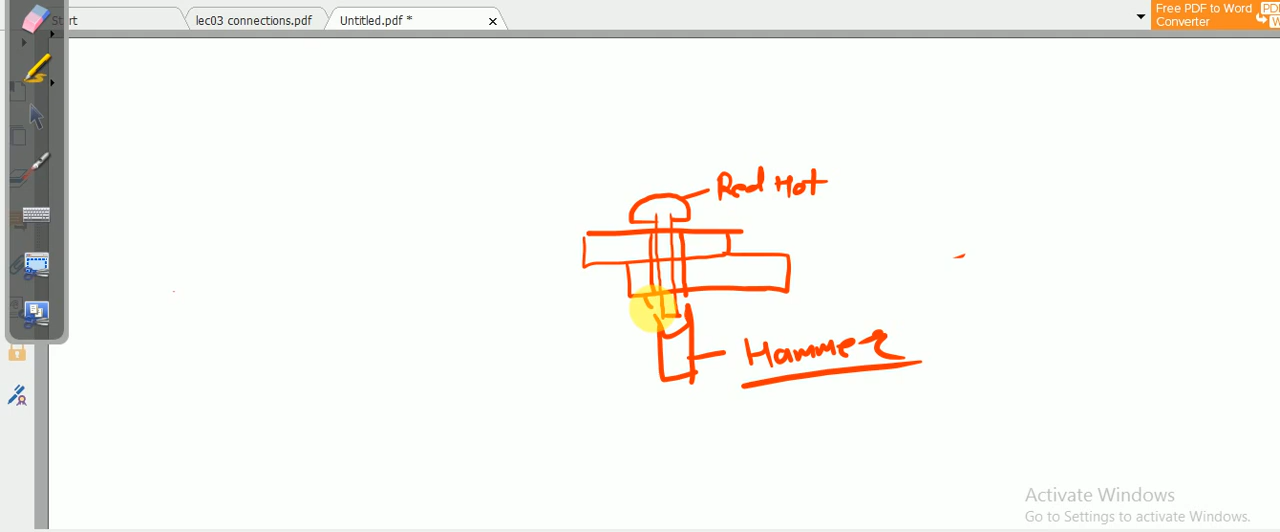 Start
lec03 connections.pdf
Untitled.pdf *
Free PDF to Word
Converter
Red Hot
Hammer
Activate Windows
Go to Settings to activate Windows.